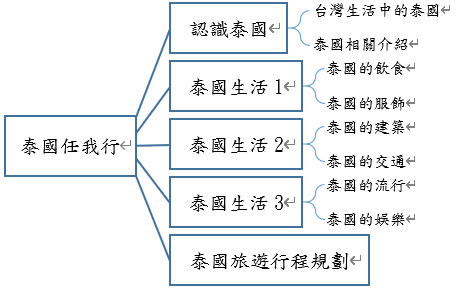 泰國任我行
認識泰國
台灣生活中的泰國
泰國相關介紹
泰國生活 1
泰國的飲食
泰國的服飾
泰國生活 2
泰國的建築
泰國的交通
泰國生活 3
泰國的流行
泰國的娛樂
泰國旅遊行程規劃